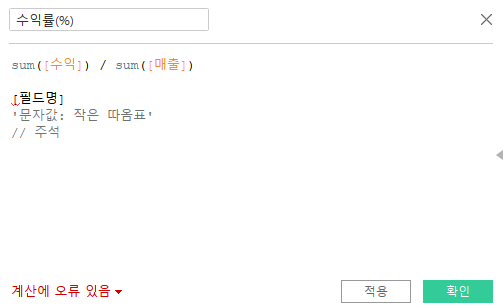 수익률(%)
sum([수익]) / sum([매출])
[필드명]
'문자값: 작은 따옴표'
// 주석
계산에 오류 있음
적용
확인